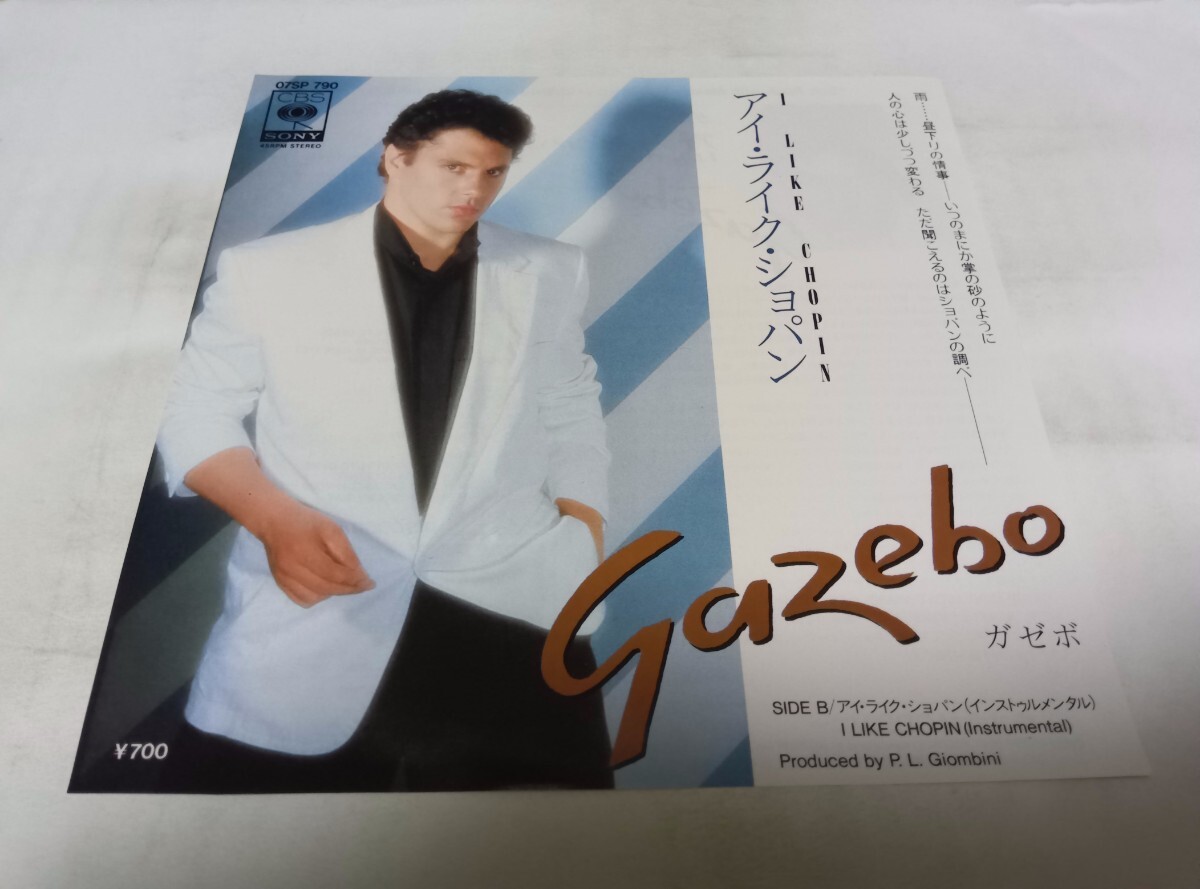 07SP 790
CBS
SONY
45RPM STEREO
雨……昼下りの情事——いつのまにか掌の砂のように
人の心は少しづつ変わる　ただ聞こえるのはショパンの調べ————
I LIKE CHOPIN
アイ・ライク・ショパン
Gazebo
ガゼボ
SIDE B/アイ・ライク・ショパン(インストゥルメンタル)
I LIKE CHOPIN (Instrumental)
Produced by P. L. Giombini
¥700